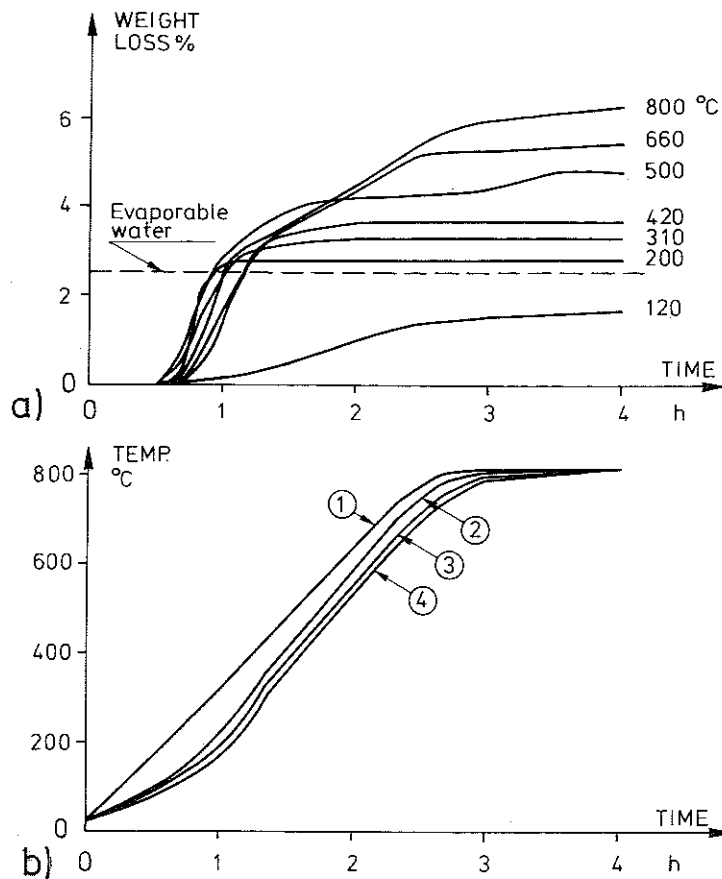 WEIGHT
LOSS %
6
4
2
0
Evaporable
water
800 °C
660
500
420
310
200
120
TIME
a)
0 1 2 3 4 h
TEMP.
°C
800
600
400
200
0
1
2
3
4
TIME
b)
0 1 2 3 4 h